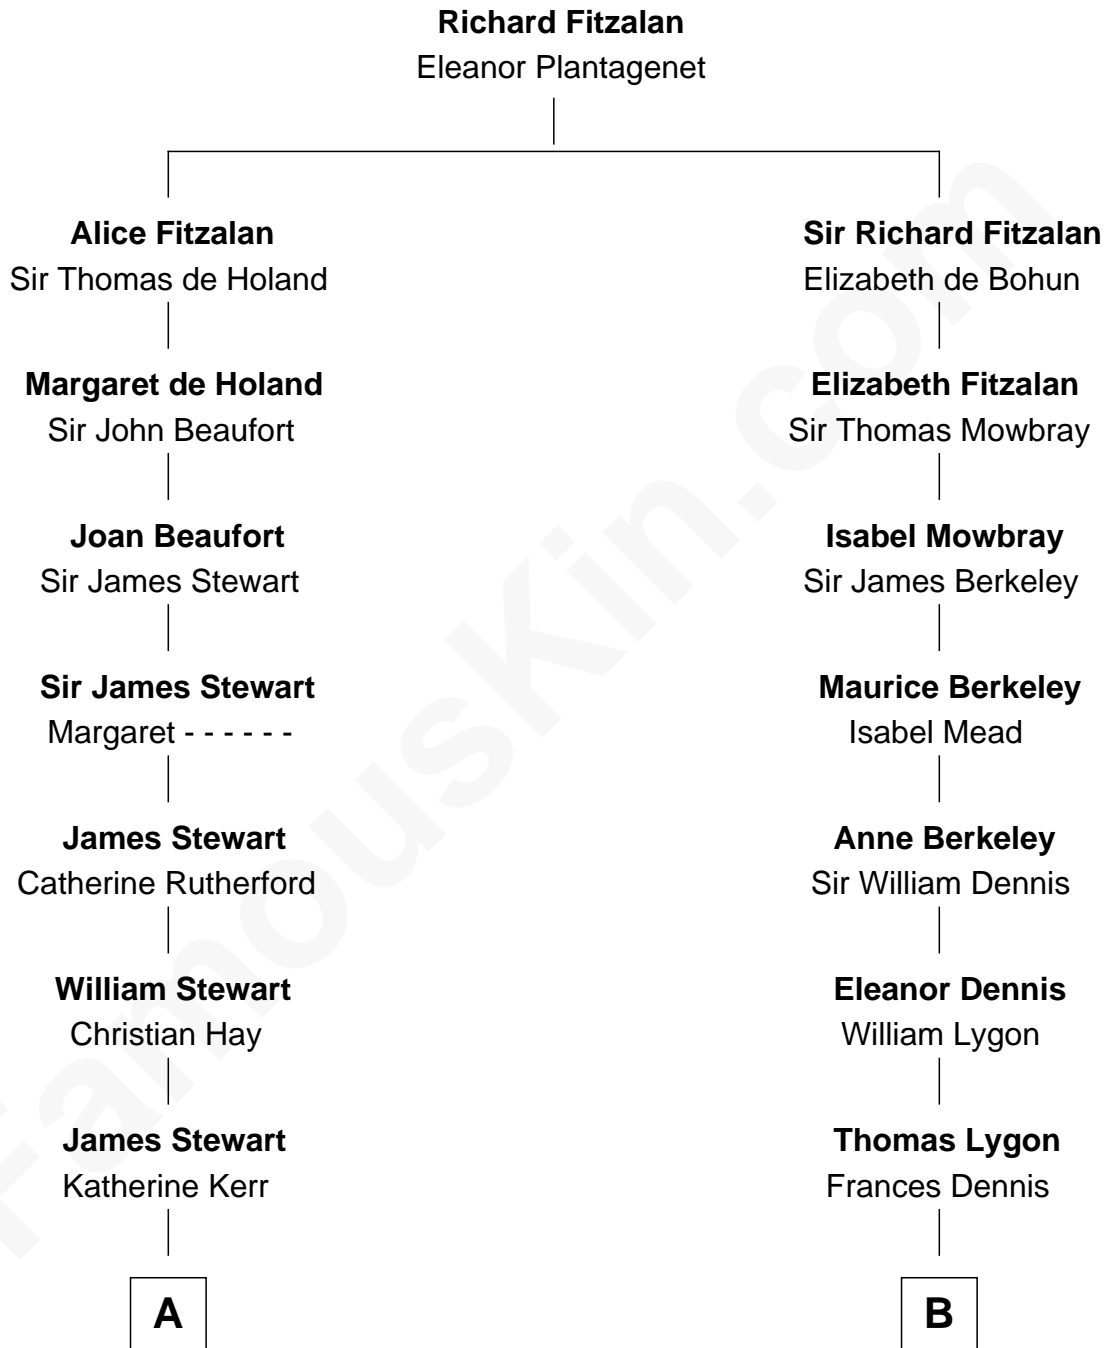 Richard Fitzalan
Eleanor Plantagenet
Alice Fitzalan
Sir Thomas de Holand
Margaret de Holand
Sir John Beaufort
Joan Beaufort
Sir James Stewart
Sir James Stewart
Margaret - - - - - -
James Stewart
Catherine Rutherford
William Stewart
Christian Hay
James Stewart
Katherine Kerr
A
Sir Richard Fitzalan
Elizabeth de Bohun
Elizabeth Fitzalan
Sir Thomas Mowbray
Isabel Mowbray
Sir James Berkeley
Maurice Berkeley
Isabel Mead
Anne Berkeley
Sir William Dennis
Eleanor Dennis
William Lygon
Thomas Lygon
Frances Dennis
B
FamousKin.com